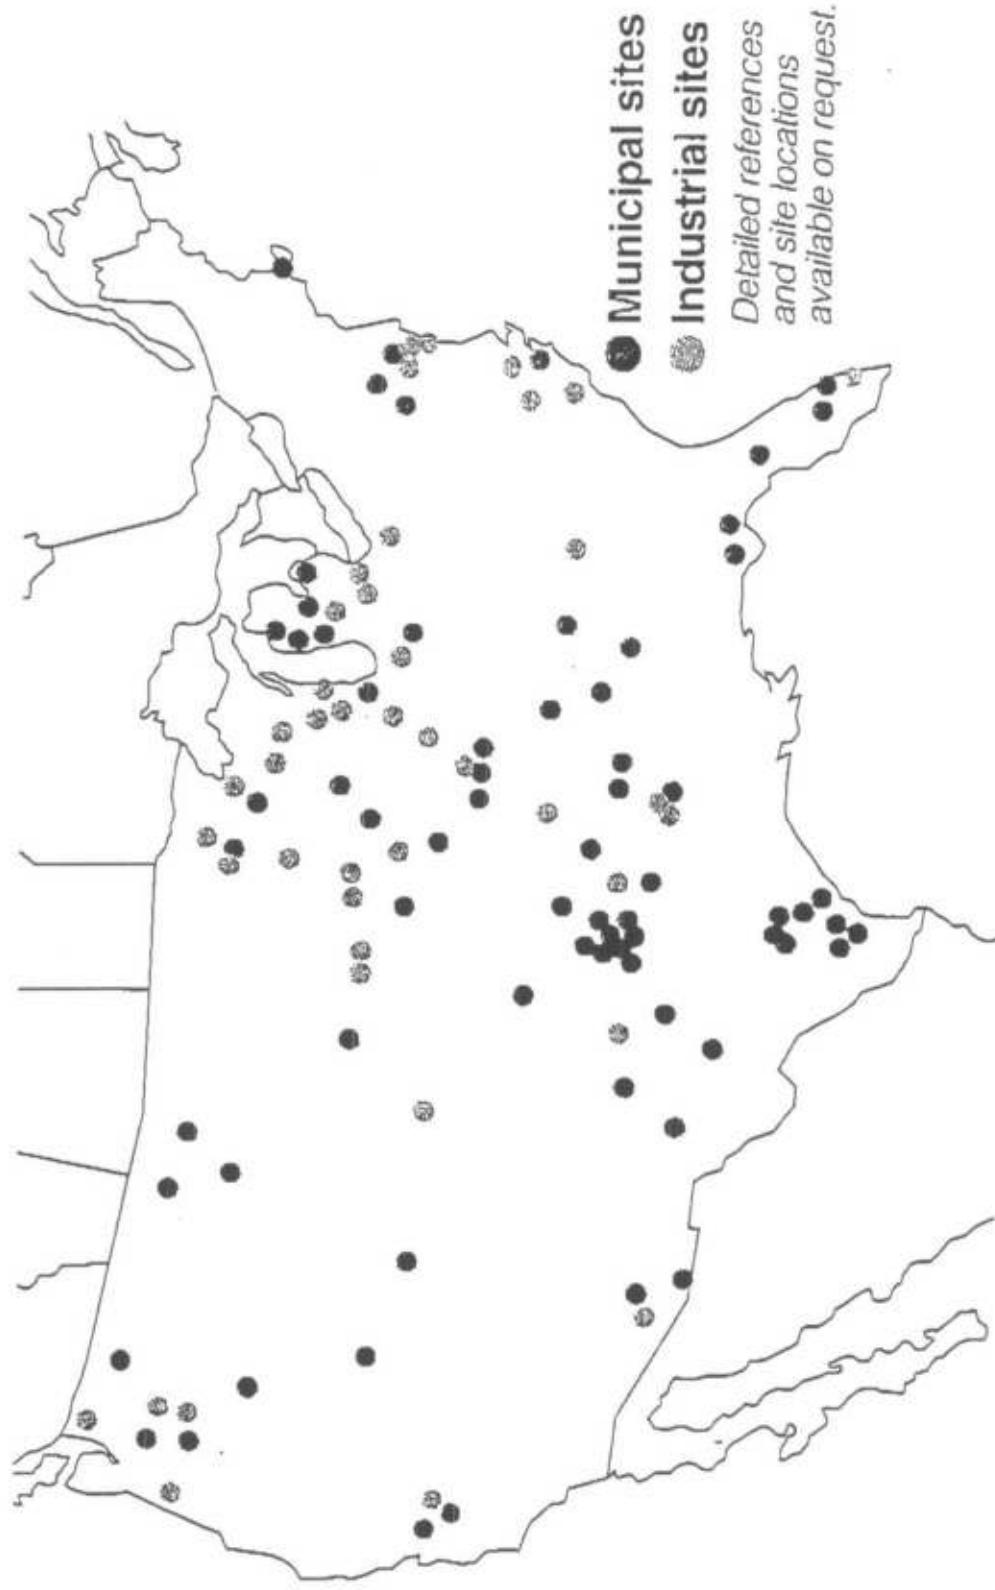 Municipal sites
Industrial sites
Detailed references
and site locations
available on request.